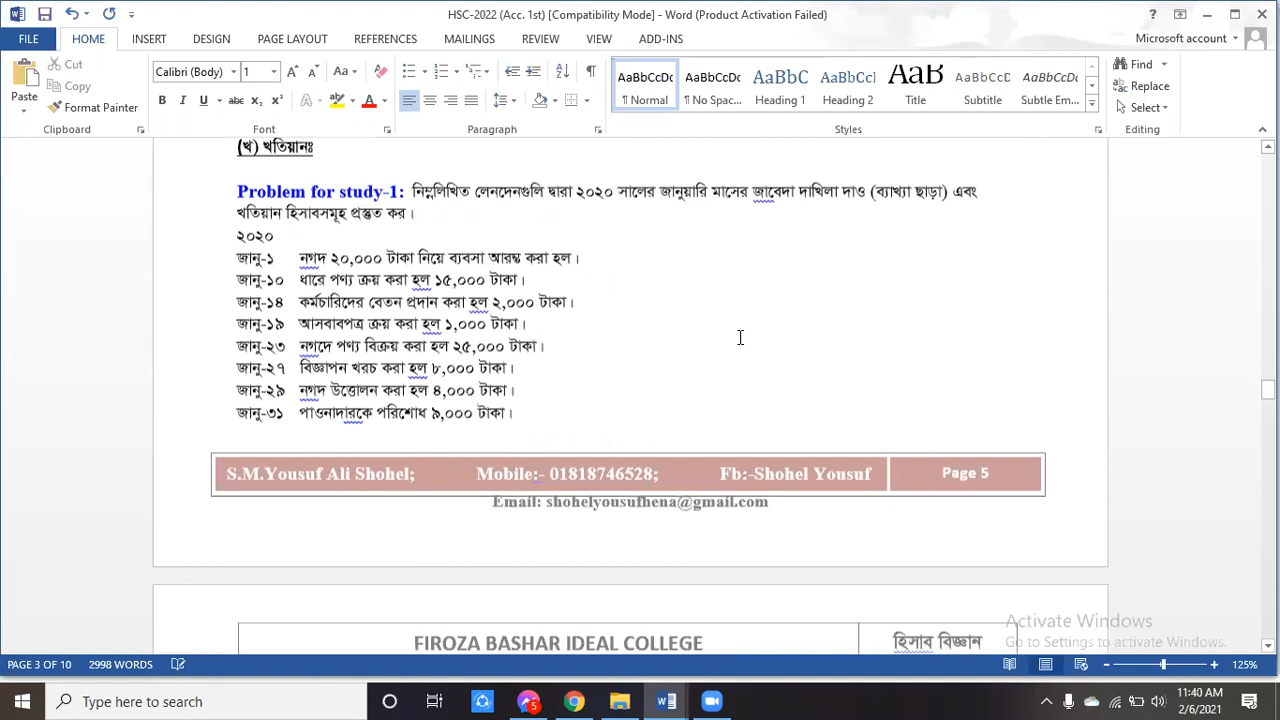 HSC-2022 (Acc. 1st) [Compatibility Mode] - Word (Product Activation Failed)
FILE HOME INSERT DESIGN PAGE LAYOUT REFERENCES MAILINGS REVIEW VIEW ADD-INS Microsoft account
Cut
Copy
Format Painter
Paste
Calibri (Body) 1
AaBbCcDc AaBbCcDc AaBbC AaBbCc AaB AaBbCcD AaBbCcDc
¶ Normal ¶ No Spac... Heading 1 Heading 2 Title Subtitle Subtle Em...
Find
Replace
Select
Clipboard Font Paragraph Styles Editing
(খ) খতিয়ানঃ
Problem for study-1: নিম্নলিখিত লেনদেনগুলি দ্বারা ২০২০ সালের জানুয়ারি মাসের জাবেদা দাখিলা দাও (ব্যাখ্যা ছাড়া) এবং
খতিয়ান হিসাবসমূহ প্রস্তুত কর।
২০২০
জানু-১ নগদ ২০,০০০ টাকা নিয়ে ব্যবসা আরম্ভ করা হল।
জানু-১০ ধারে পণ্য ক্রয় করা হল ১৫,০০০ টাকা।
জানু-১৪ কর্মচারিদের বেতন প্রদান করা হল ২,০০০ টাকা।
জানু-১৯ আসবাবপত্র ক্রয় করা হল ১,০০০ টাকা।
জানু-২৩ নগদে পণ্য বিক্রয় করা হল ২৫,০০০ টাকা।
জানু-২৭ বিজ্ঞাপন খরচ করা হল ৮,০০০ টাকা।
জানু-২৯ নগদ উত্তোলন করা হল ৪,০০০ টাকা।
জানু-৩১ পাওনাদারকে পরিশোধ ৯,০০০ টাকা।
S.M.Yousuf Ali Shohel; Mobile:- 01818746528; Fb:-Shohel Yousuf Page 5
Email: shohelyousufhena@gmail.com
FIROZA BASHAR IDEAL COLLEGE হিসাব বিজ্ঞান
Activate Windows
Go to Settings to activate Windows.
PAGE 3 OF 10 2998 WORDS 125%
Type here to search
5
11:40 AM
2/6/2021